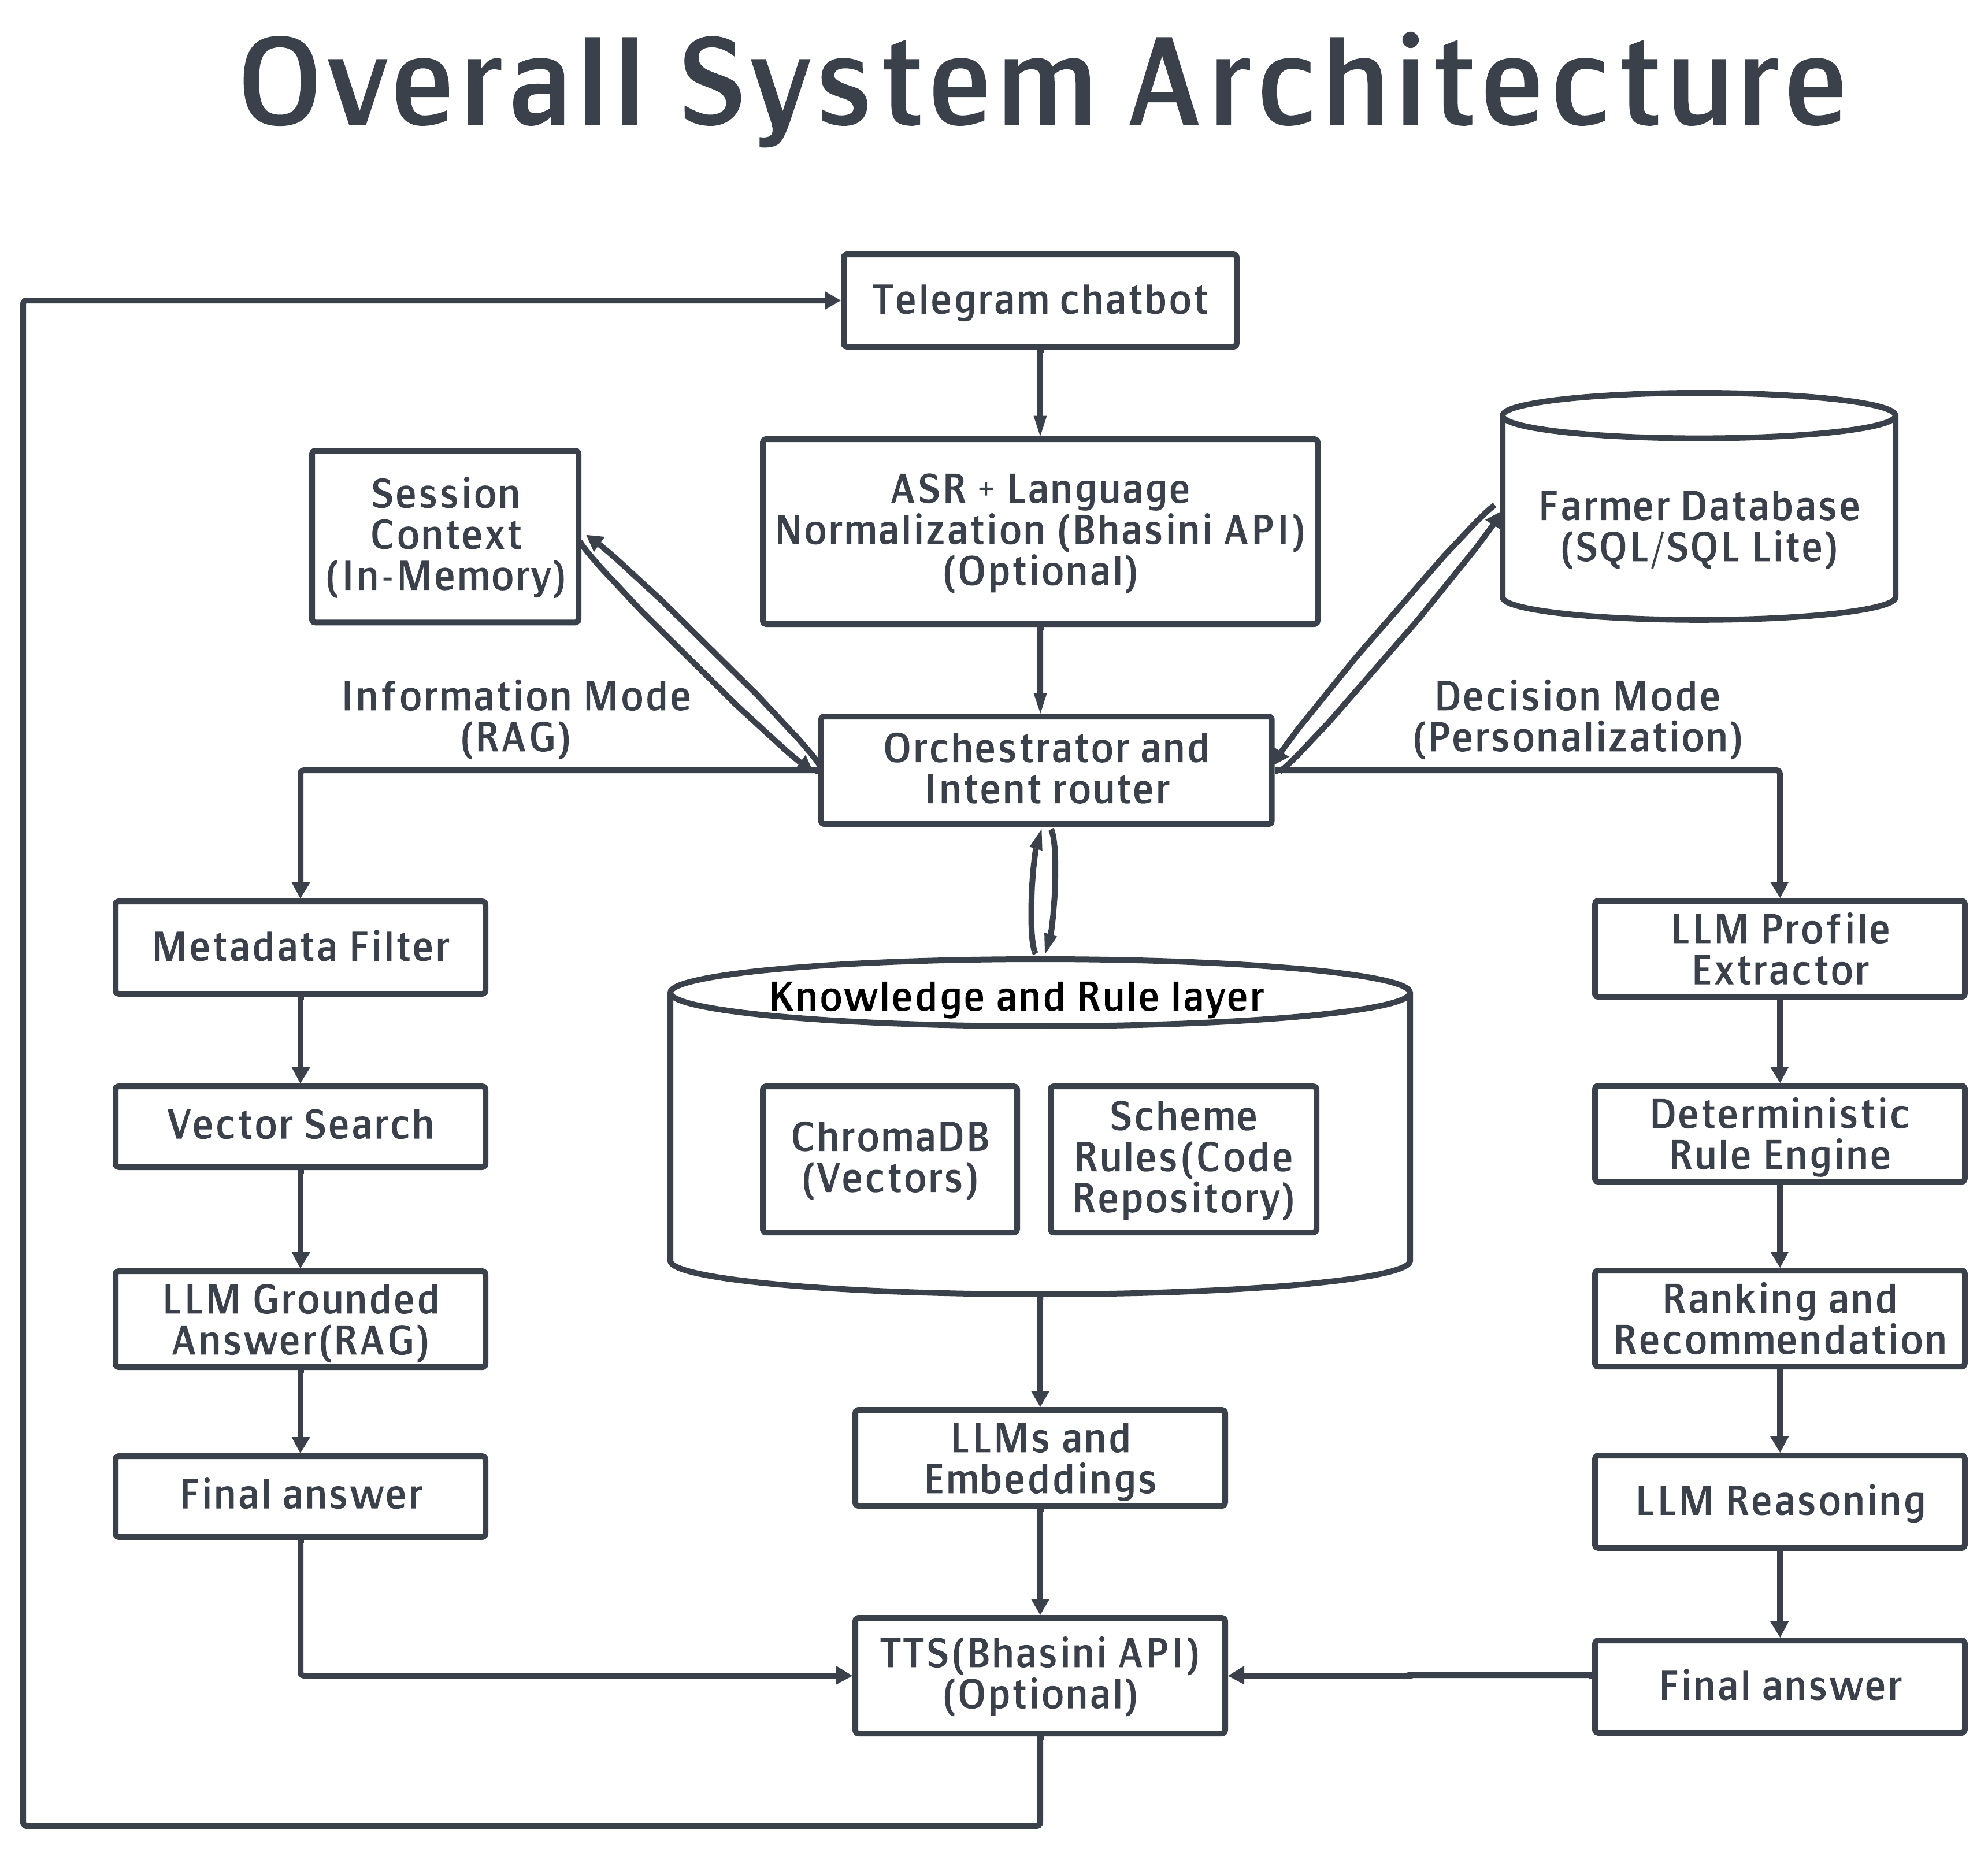 Overall System Architecture
Telegram chatbot
Session
Context
(In-Memory)
ASR + Language
Normalization (Bhasini API)
(Optional)
Farmer Database
(SQL/SQL Lite)
Information Mode
(RAG)
Decision Mode
(Personalization)
Orchestrator and
Intent router
Metadata Filter
Vector Search
LLM Grounded
Answer(RAG)
Final answer
Knowledge and Rule layer
ChromaDB
(Vectors)
Scheme
Rules(Code
Repository)
LLMs and
Embeddings
TTS(Bhasini API)
(Optional)
LLM Profile
Extractor
Deterministic
Rule Engine
Ranking and
Recommendation
LLM Reasoning
Final answer